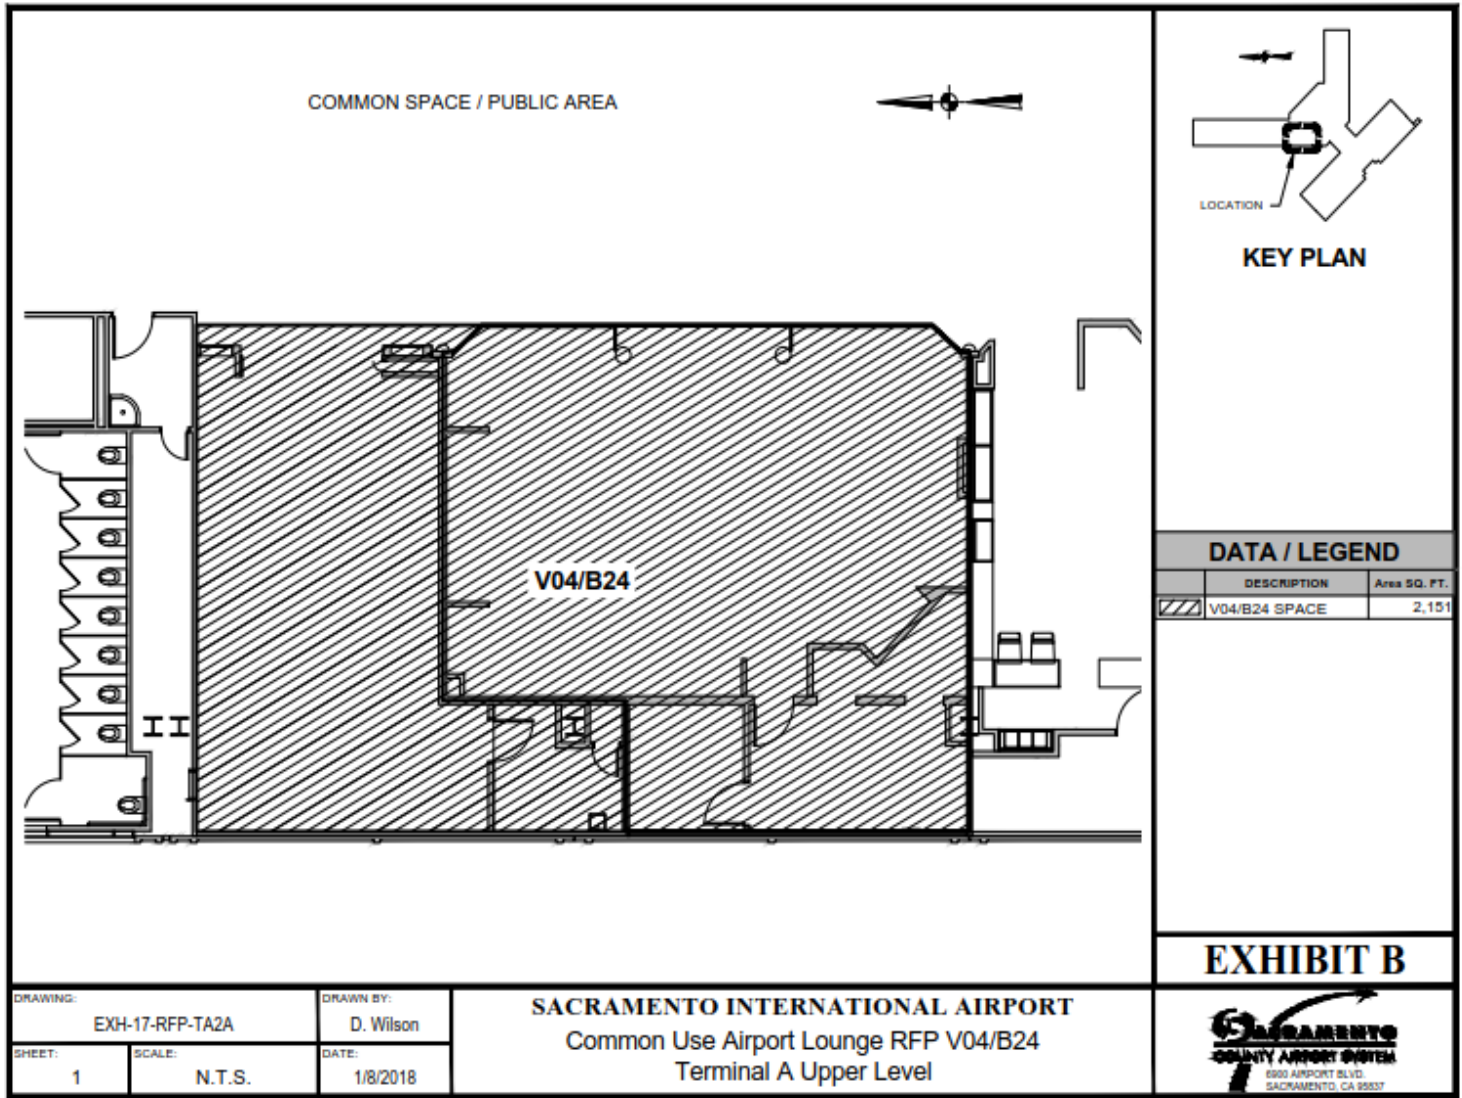 COMMON SPACE / PUBLIC AREA
LOCATION
KEY PLAN
V04/B24
DATA / LEGEND
DESCRIPTION Area SQ. FT.
V04/B24 SPACE 2,151
EXHIBIT B
DRAWING:
EXH-17-RFP-TA2A
DRAWN BY:
D. Wilson
SHEET:
1
SCALE:
N.T.S.
DATE:
1/8/2018
SACRAMENTO INTERNATIONAL AIRPORT
Common Use Airport Lounge RFP V04/B24
Terminal A Upper Level
SACRAMENTO
COUNTY AIRPORT SYSTEM
6900 AIRPORT BLVD.
SACRAMENTO, CA 95837